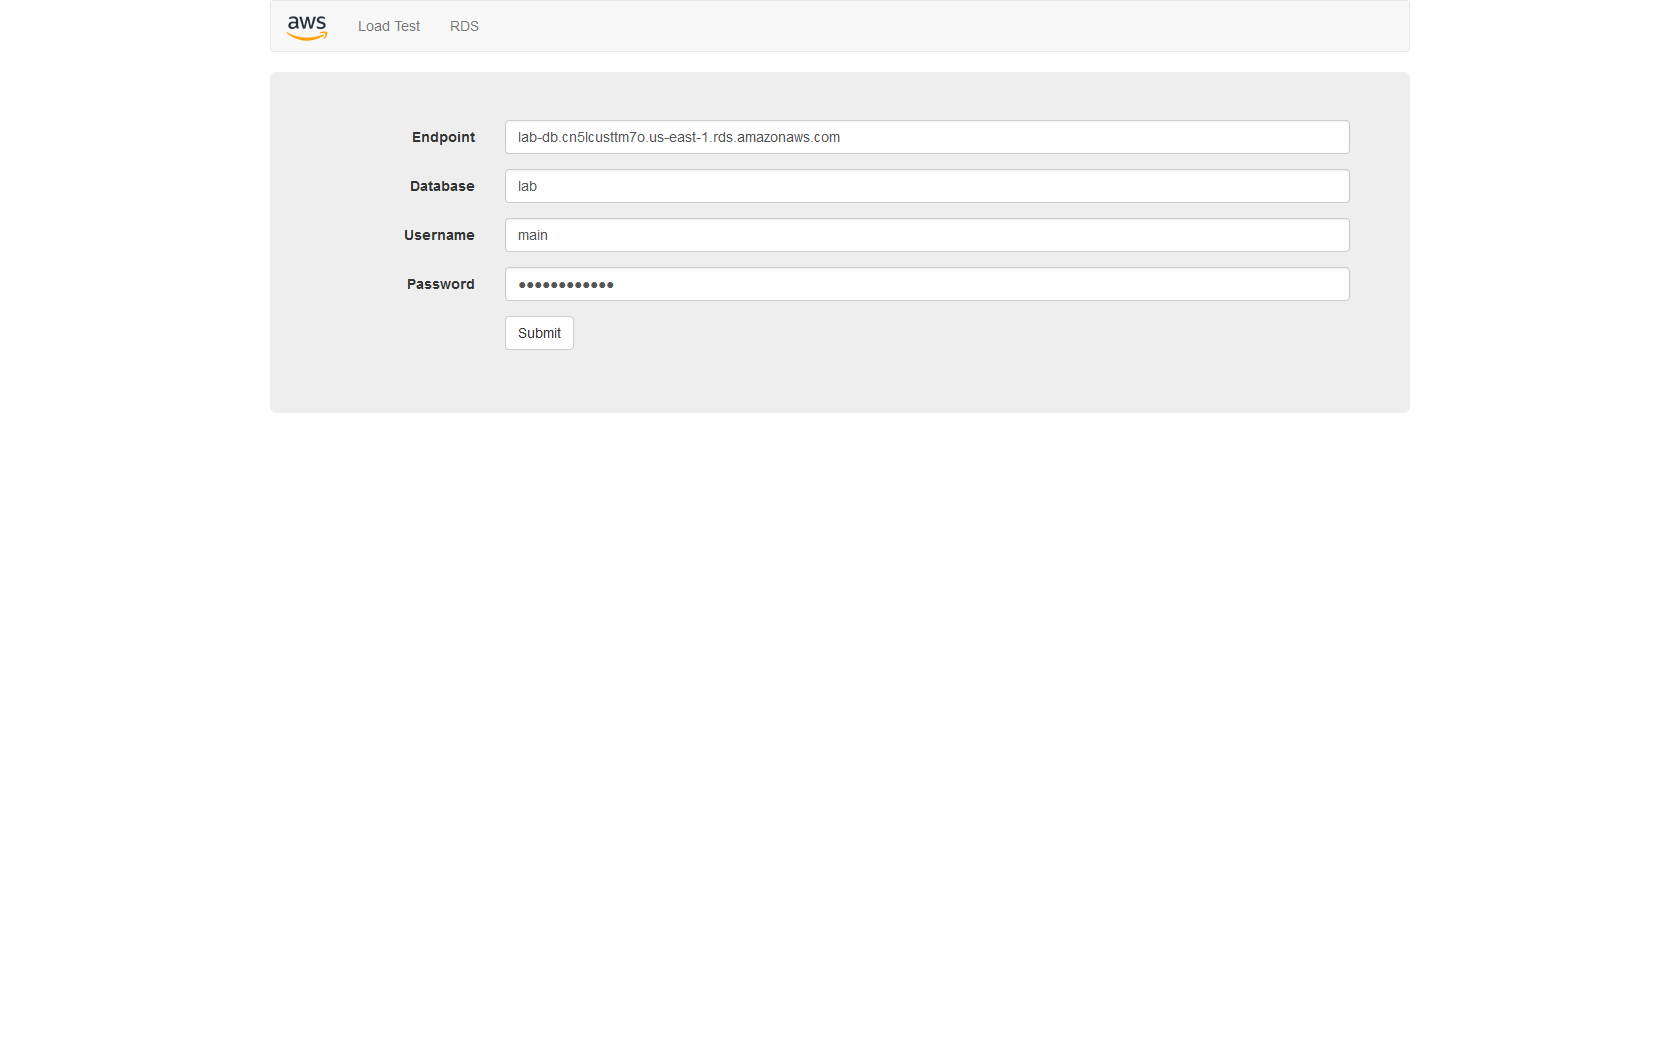 aws Load Test RDS
Endpoint lab-db.cn5lcusttm7o.us-east-1.rds.amazonaws.com
Database lab
Username main
Password ••••••••••••
Submit